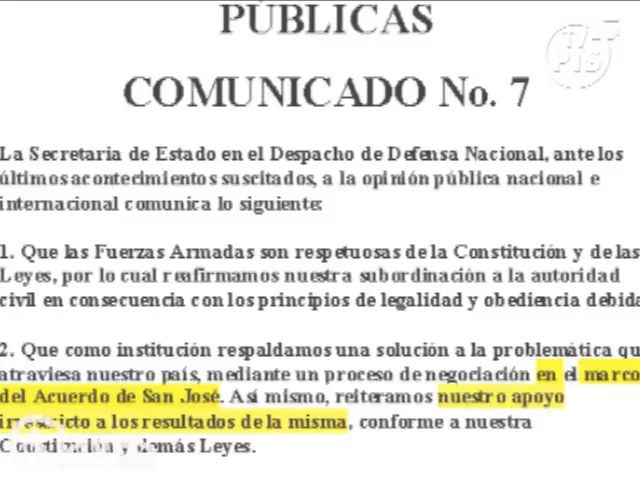 PÚBLICAS
COMUNICADO No. 7
La Secretaria de Estado en el Despacho de Defensa Nacional, ante los
últimos acontecimientos suscitados, a la opinión pública nacional e
internacional comunica lo siguiente:
1. Que las Fuerzas Armadas son respetuosas de la Constitución y de las
Leyes, por lo cual reafirmamos nuestra subordinación a la autoridad
civil en consecuencia con los principios de legalidad y obediencia debida
2. Que como institución respaldamos una solución a la problemática qu
atraviesa nuestro país, mediante un proceso de negociación en el marco
del Acuerdo de San José. Así mismo, reiteramos nuestro apoyo
irrestricto a los resultados de la misma, conforme a nuestra
Constitución y demás Leyes.